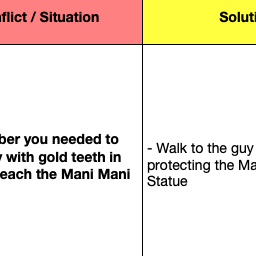 flict / Situation
Soluti
ber you needed to
y with gold teeth in
each the Mani Mani
- Walk to the guy
protecting the Ma
Statue